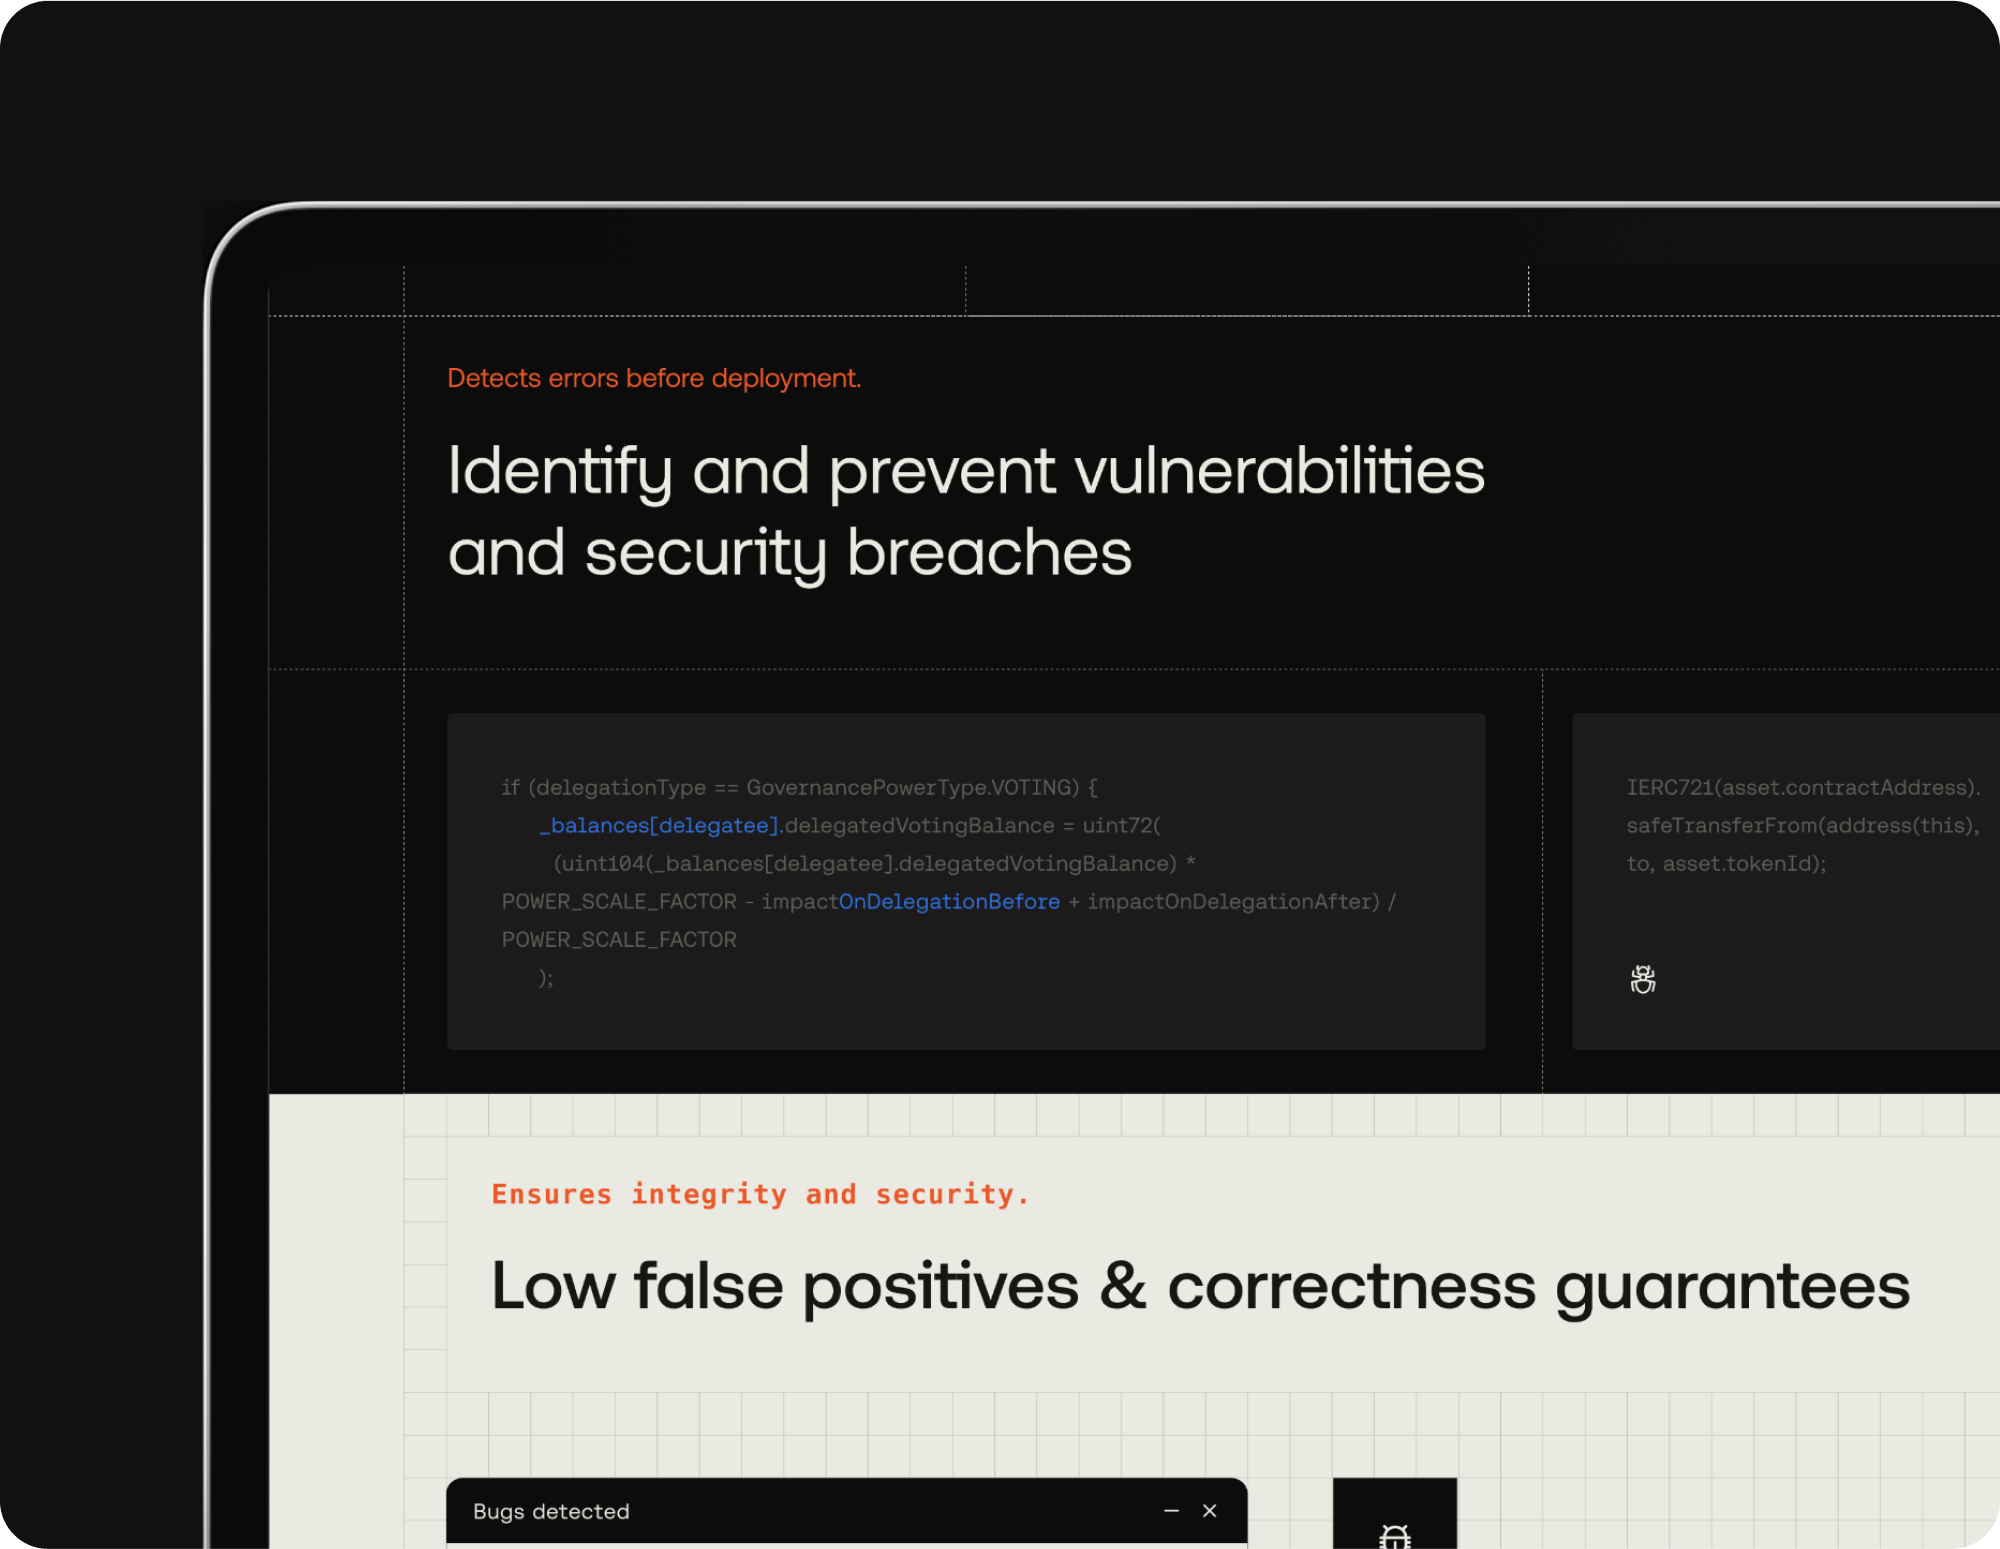 Detects errors before deployment.
Identify and prevent vulnerabilities
and security breaches
if (delegationType == GovernancePowerType.VOTING) {
_balances[delegatee].delegatedVotingBalance = uint72(
(uint104(_balances[delegatee].delegatedVotingBalance) *
POWER_SCALE_FACTOR - impactOnDelegationBefore + impactOnDelegationAfter) /
POWER_SCALE_FACTOR
);
IERC721(asset.contractAddress).
safeTransferFrom(address(this),
to, asset.tokenId);
Ensures integrity and security.
Low false positives & correctness guarantees
Bugs detected